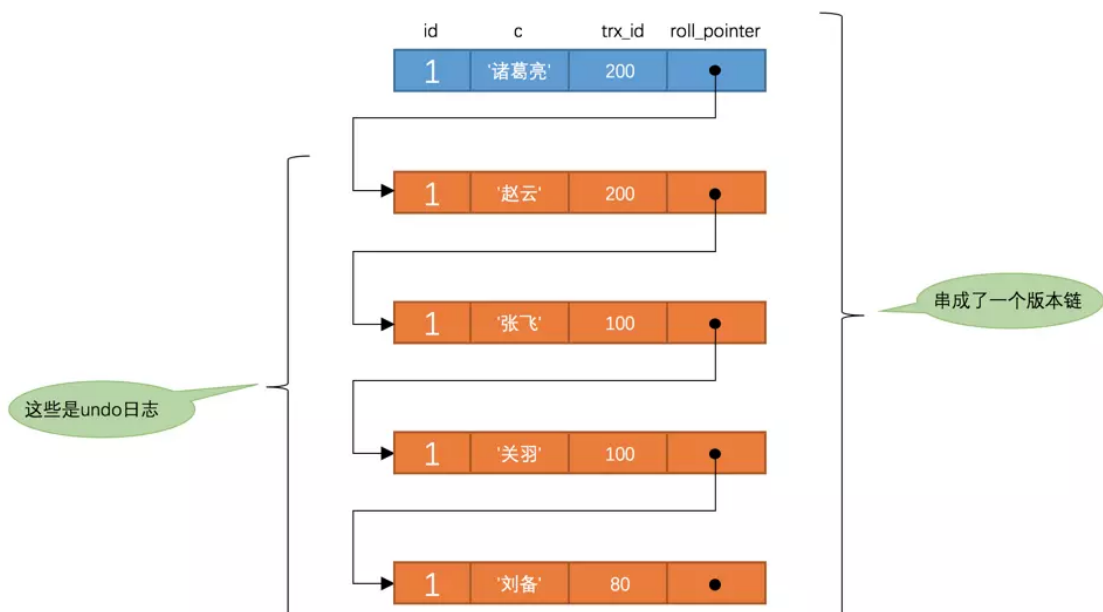 id c trx_id roll_pointer
1 '诸葛亮' 200
1 '赵云' 200
串成了一个版本链
1 '张飞' 100
这些是undo日志
1 '关羽' 100
1 '刘备' 80